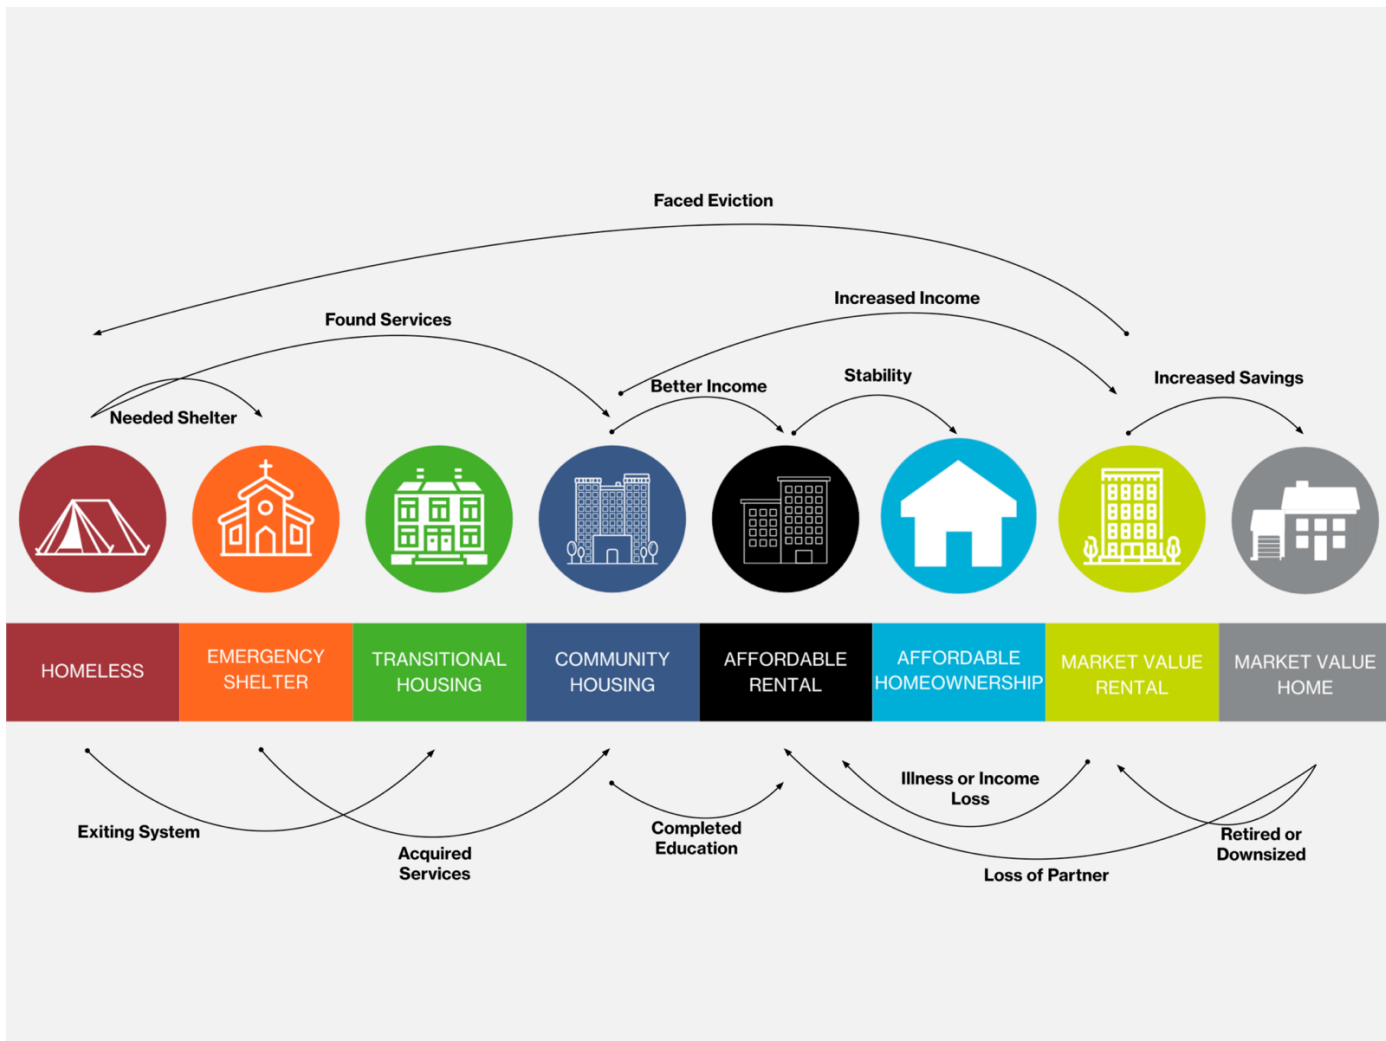 Faced Eviction
Increased Income
Found Services
Stability
Increased Savings
Better Income
Needed Shelter
HOMELESS
EMERGENCY
SHELTER
TRANSITIONAL
HOUSING
COMMUNITY
HOUSING
AFFORDABLE
RENTAL
AFFORDABLE
HOMEOWNERSHIP
MARKET VALUE
RENTAL
MARKET VALUE
HOME
Exiting System
Acquired
Services
Completed
Education
Illness or Income
Loss
Loss of Partner
Retired or
Downsized